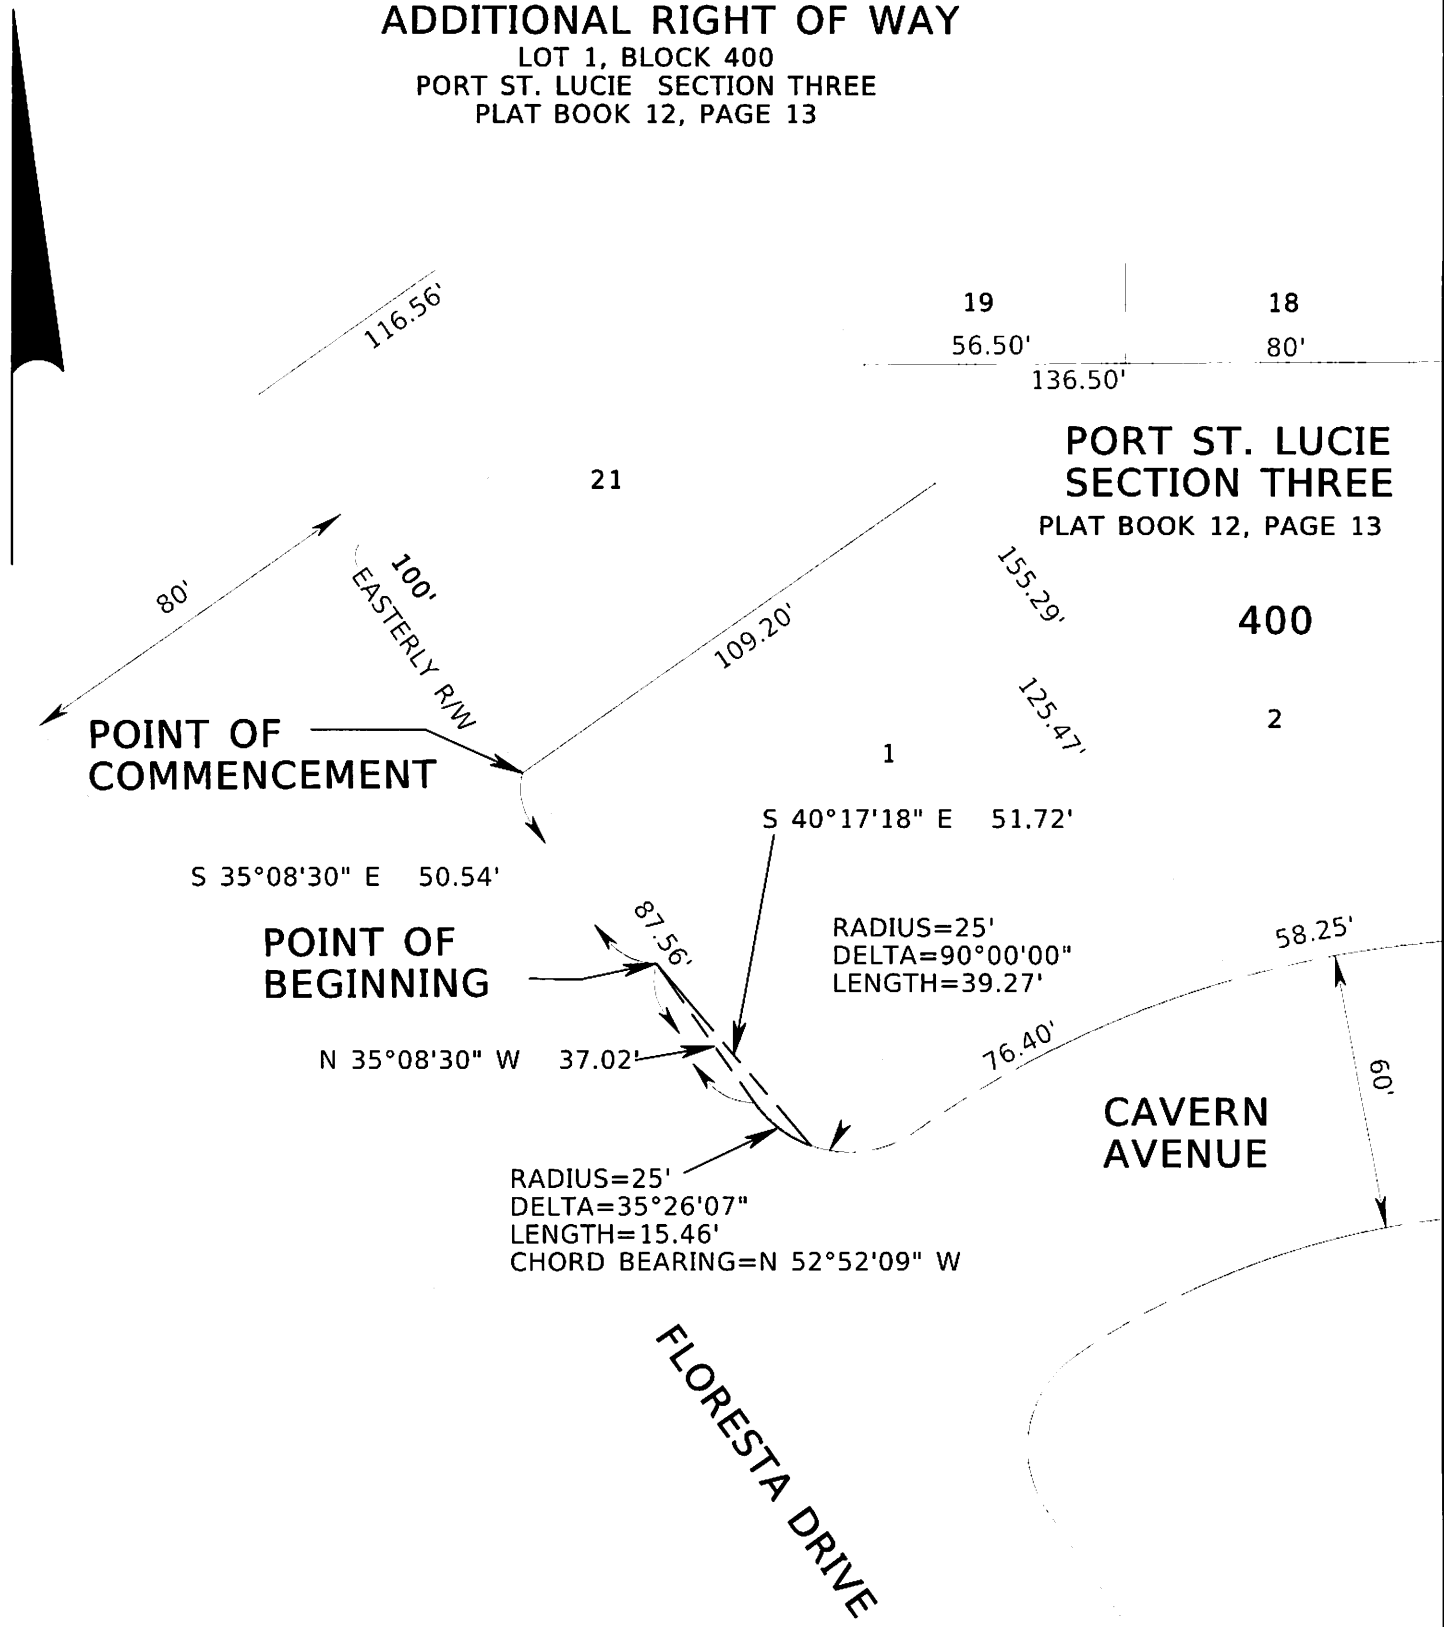 ADDITIONAL RIGHT OF WAY
LOT 1, BLOCK 400
PORT ST. LUCIE SECTION THREE
PLAT BOOK 12, PAGE 13
116.56'
19
18
56.50'
80'
136.50'
PORT ST. LUCIE
SECTION THREE
PLAT BOOK 12, PAGE 13
21
80'
100'
EASTERLY R/W
109.20'
155.29'
400
125.47'
2
1
POINT OF
COMMENCEMENT
S 40°17'18" E 51.72'
S 35°08'30" E 50.54'
87.56'
POINT OF
BEGINNING
RADIUS=25'
DELTA=90°00'00"
LENGTH=39.27'
58.25'
N 35°08'30" W 37.02'
76.40'
60'
CAVERN
AVENUE
RADIUS=25'
DELTA=35°26'07"
LENGTH=15.46'
CHORD BEARING=N 52°52'09" W
FLORESTA DRIVE